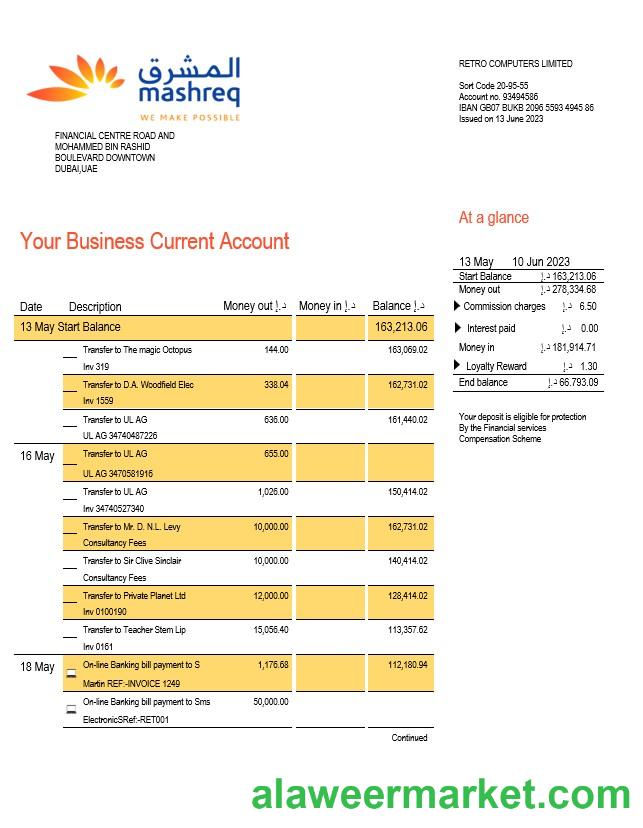 المشرق
mashreq
WE MAKE POSSIBLE
FINANCIAL CENTRE ROAD AND
MOHAMMED BIN RASHID
BOULEVARD DOWNTOWN
DUBAI,UAE
RETRO COMPUTERS LIMITED
Sort Code 20-95-55
Account no. 93494586
IBAN GB07 BUKB 2096 5593 4945 86
Issued on 13 June 2023
Your Business Current Account
At a glance
13 May 10 Jun 2023
Start Balance د.إ 163,213.06
Money out د.إ 278,334.68
Commission charges د.إ 6.50
Interest paid د.إ 0.00
Money in د.إ 181,914.71
Loyalty Reward د.إ 1.30
End balance د.إ 66.793.09
Your deposit is eligible for protection
By the Financial services
Compensation Scheme
Date Description Money out د.إ Money in د.إ Balance د.إ
13 May Start Balance 163,213.06
Transfer to The magic Octopus 144.00 163,069.02
Inv 319
Transfer to D.A. Woodfield Elec 338.04 162,731.02
Inv 1559
Transfer to UL AG 636.00 161,440.02
UL AG 34740487226
16 May Transfer to UL AG 655.00
UL AG 3470581916
Transfer to UL AG 1,026.00 150,414.02
Inv 34740527340
Transfer to Mr. D. N.L. Levy 10,000.00 162,731.02
Consultancy Fees
Transfer to Sir Clive Sinclair 10,000.00 140,414.02
Consultancy Fees
Transfer to Private Planet Ltd 12,000.00 128,414.02
Inv 0100190
Transfer to Teacher Stem Lip 15,056.40 113,357.62
Inv 0161
18 May On-line Banking bill payment to S 1,176.68 112,180.94
Martin REF:-INVOICE 1249
On-line Banking bill payment to Sms 50,000.00
ElectronicSRef:-RET001
Continued
alaweermarket.com